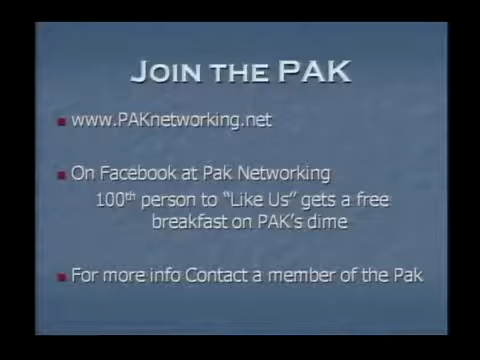 JOIN THE PAK
www.PAKnetworking.net
On Facebook at Pak Networking
100th person to "Like Us" gets a free
breakfast on PAK's dime
For more info Contact a member of the Pak